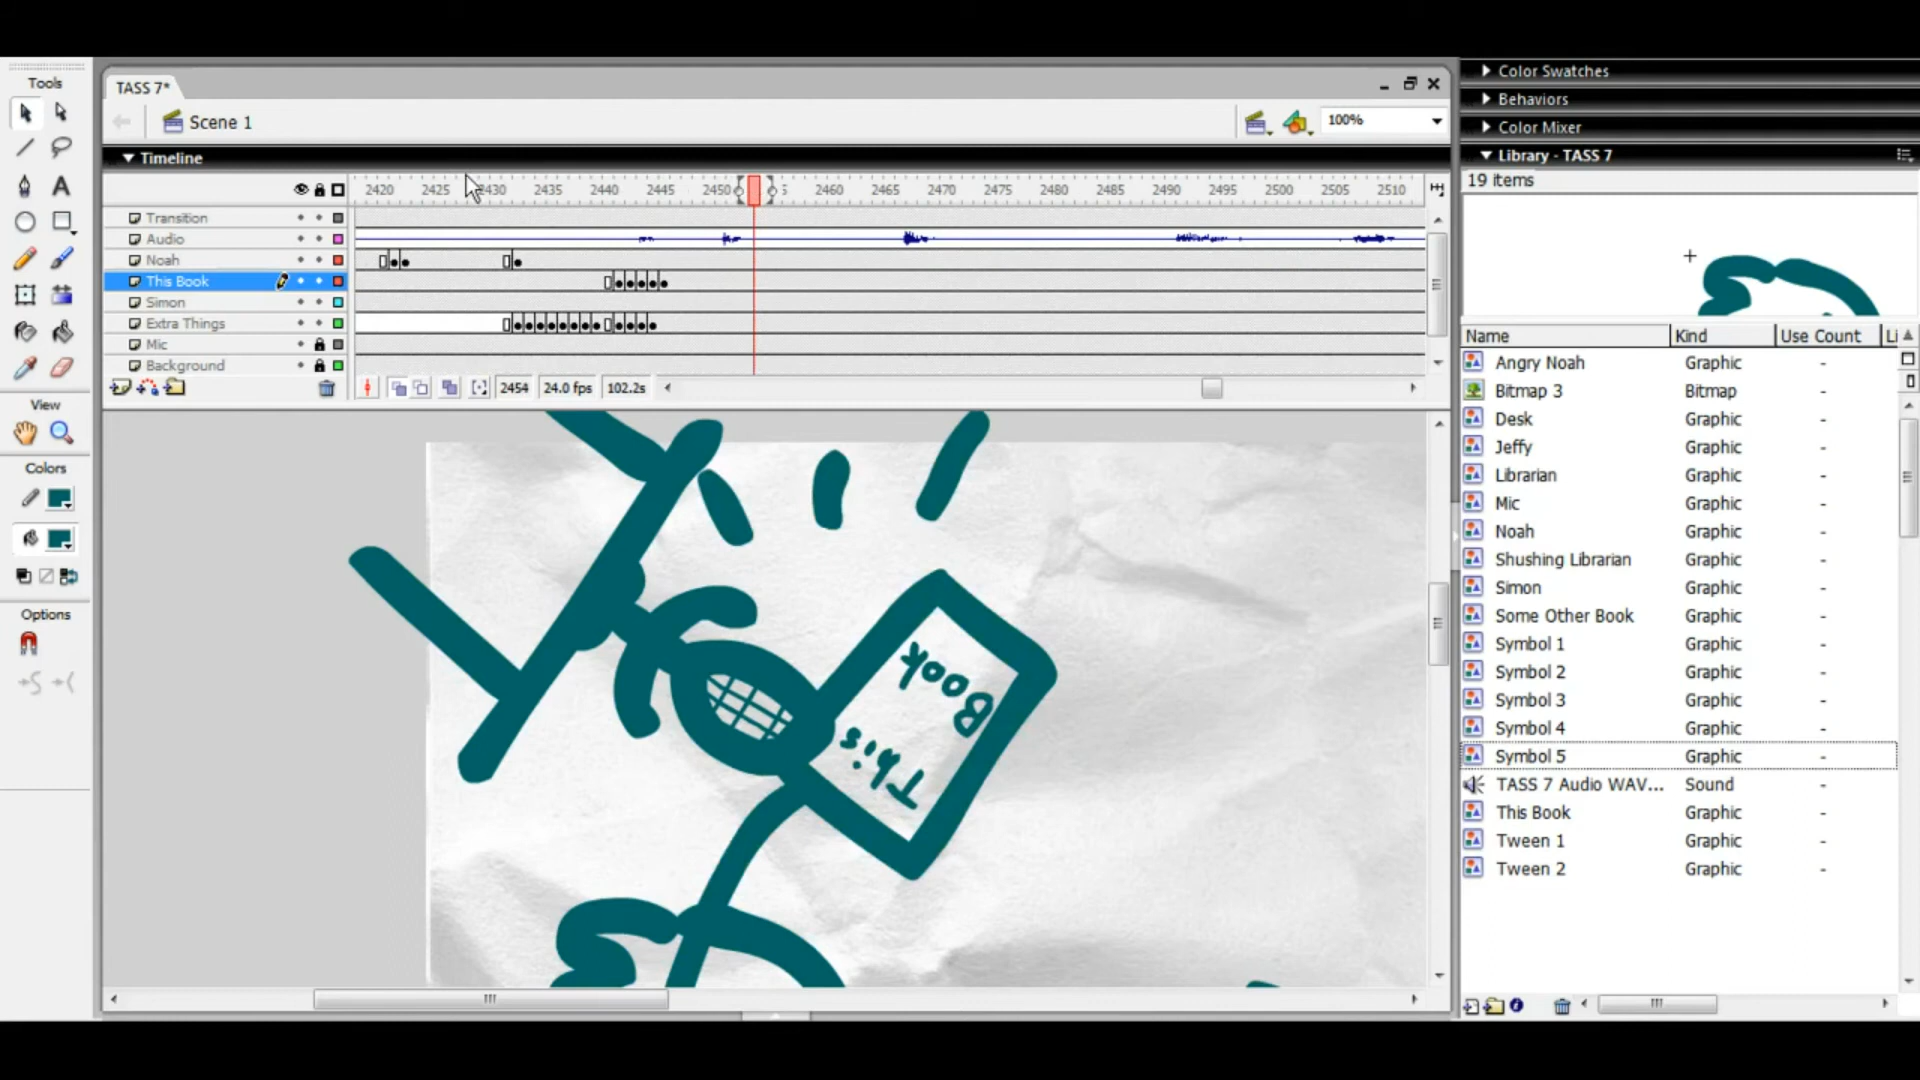 Tools
View
Colors
Options
TASS 7*
Scene 1
100%
Timeline
2420 2425 2430 2435 2440 2445 2450 5 2460 2465 2470 2475 2480 2485 2490 2495 2500 2505 2510
Transition
Audio
Noah
This Book
Simon
Extra Things
Mic
Background
2454 24.0 fps 102.2s
This
Book
Color Swatches
Behaviors
Color Mixer
Library - TASS 7
19 items
Name Kind Use Count Li
Angry Noah Graphic -
Bitmap 3 Bitmap -
Desk Graphic -
Jeffy Graphic -
Librarian Graphic -
Mic Graphic -
Noah Graphic -
Shushing Librarian Graphic -
Simon Graphic -
Some Other Book Graphic -
Symbol 1 Graphic -
Symbol 2 Graphic -
Symbol 3 Graphic -
Symbol 4 Graphic -
Symbol 5 Graphic -
TASS 7 Audio WAV... Sound -
This Book Graphic -
Tween 1 Graphic -
Tween 2 Graphic -